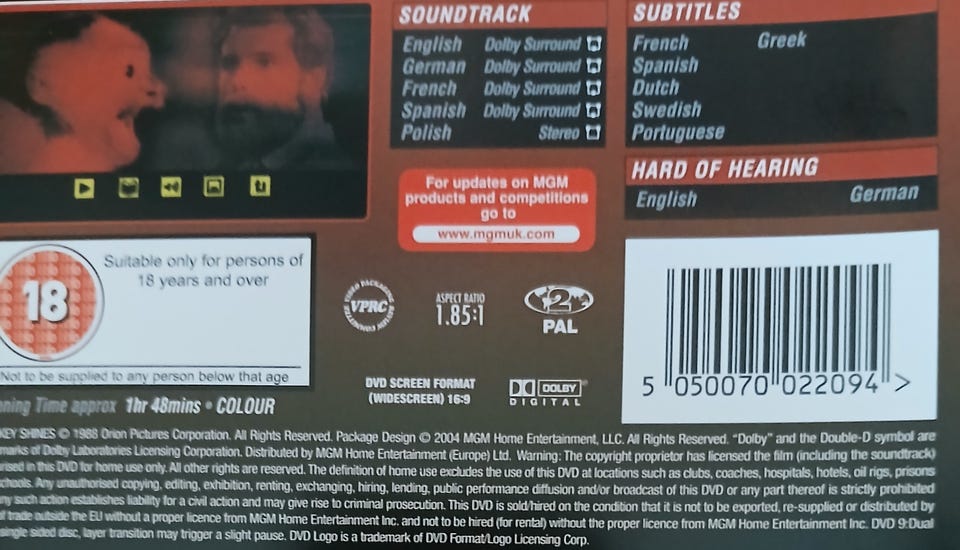 SOUNDTRACK
English Dolby Surround
German Dolby Surround
French Dolby Surround
Spanish Dolby Surround
Polish Stereo
SUBTITLES
French Greek
Spanish
Dutch
Swedish
Portuguese
HARD OF HEARING
English German
For updates on MGM
products and competitions
go to
www.mgmuk.com
18
Suitable only for persons of
18 years and over
Not to be supplied to any person below that age
VIDEO PACKAGING REVIEW COMMITTEE
VPRC
ASPECT RATIO
1.85:1
2
PAL
DVD SCREEN FORMAT
(WIDESCREEN) 16:9
DOLBY
DIGITAL
5 050070 022094 >
ning Time approx 1hr 48mins • COLOUR
KEY SHINES © 1988 Orion Pictures Corporation. All Rights Reserved. Package Design © 2004 MGM Home Entertainment, LLC. All Rights Reserved. “Dolby” and the Double-D symbol are
marks of Dolby Laboratories Licensing Corporation. Distributed by MGM Home Entertainment (Europe) Ltd. Warning: The copyright proprietor has licensed the film (including the soundtrack)
rised in this DVD for home use only. All other rights are reserved. The definition of home use excludes the use of this DVD at locations such as clubs, coaches, hospitals, hotels, oil rigs, prisons
chools. Any unauthorised copying, editing, exhibition, renting, exchanging, hiring, lending, public performance diffusion and/or broadcast of this DVD or any part thereof is strictly prohibited
ny such action establishes liability for a civil action and may give rise to criminal prosecution. This DVD is sold/hired on the condition that it is not to be exported, re-supplied or distributed by
f trade outside the EU without a proper licence from MGM Home Entertainment Inc. and not to be hired (for rental) without the proper licence from MGM Home Entertainment Inc. DVD 9:Dual
single sided disc, layer transition may trigger a slight pause. DVD Logo is a trademark of DVD Format/Logo Licensing Corp.